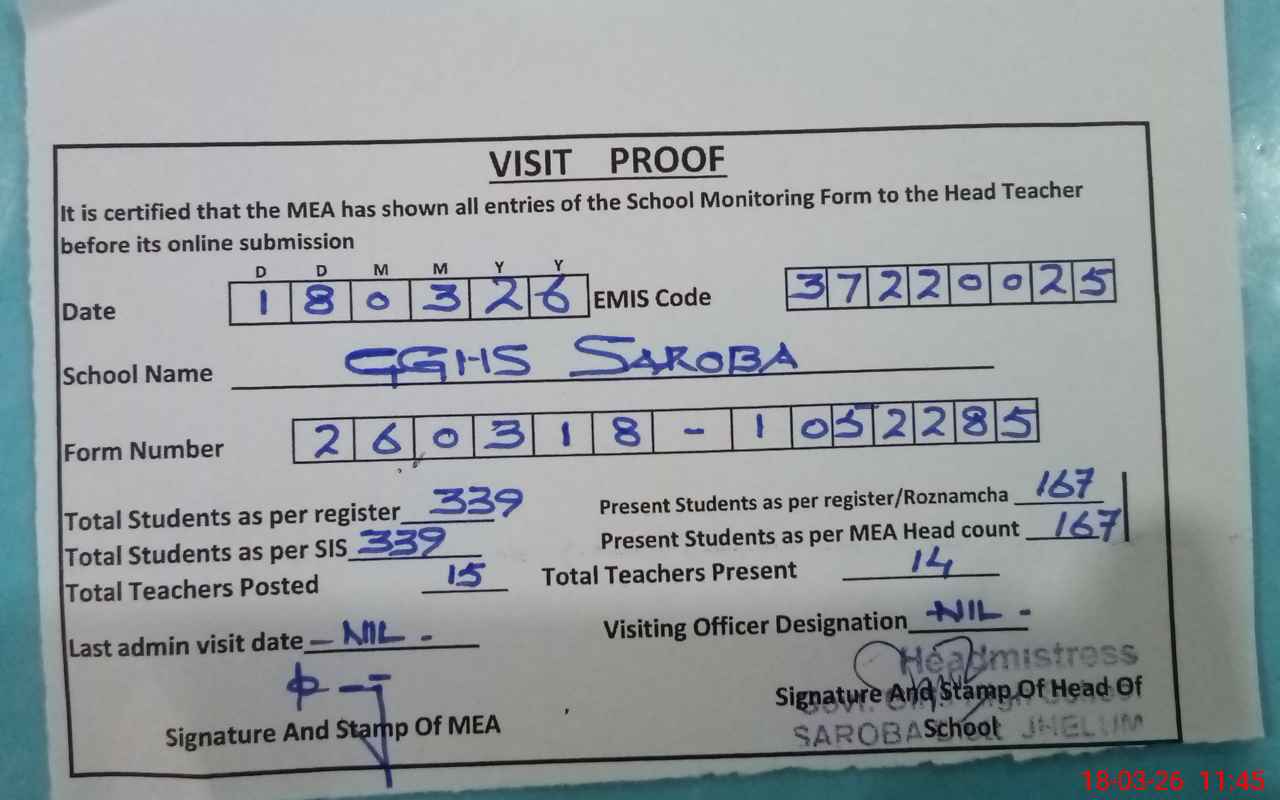 VISIT PROOF
It is certified that the MEA has shown all entries of the School Monitoring Form to the Head Teacher
before its online submission
D D M M Y Y
Date 1 8 0 3 2 6 EMIS Code 3 7 2 2 0 0 2 5
School Name GGHS SAROBA
Form Number 2 6 0 3 1 8 - 1 0 5 2 2 8 5
Total Students as per register 339 Present Students as per register/Roznamcha 167
Total Students as per SIS 339 Present Students as per MEA Head count 167
Total Teachers Posted 15 Total Teachers Present 14
Last admin visit date - NIL - Visiting Officer Designation - NIL -
Headmistress
Signature And Stamp Of MEA Signature And Stamp Of Head Of
School
SAROBA JHELUM
18-03-26 11:45